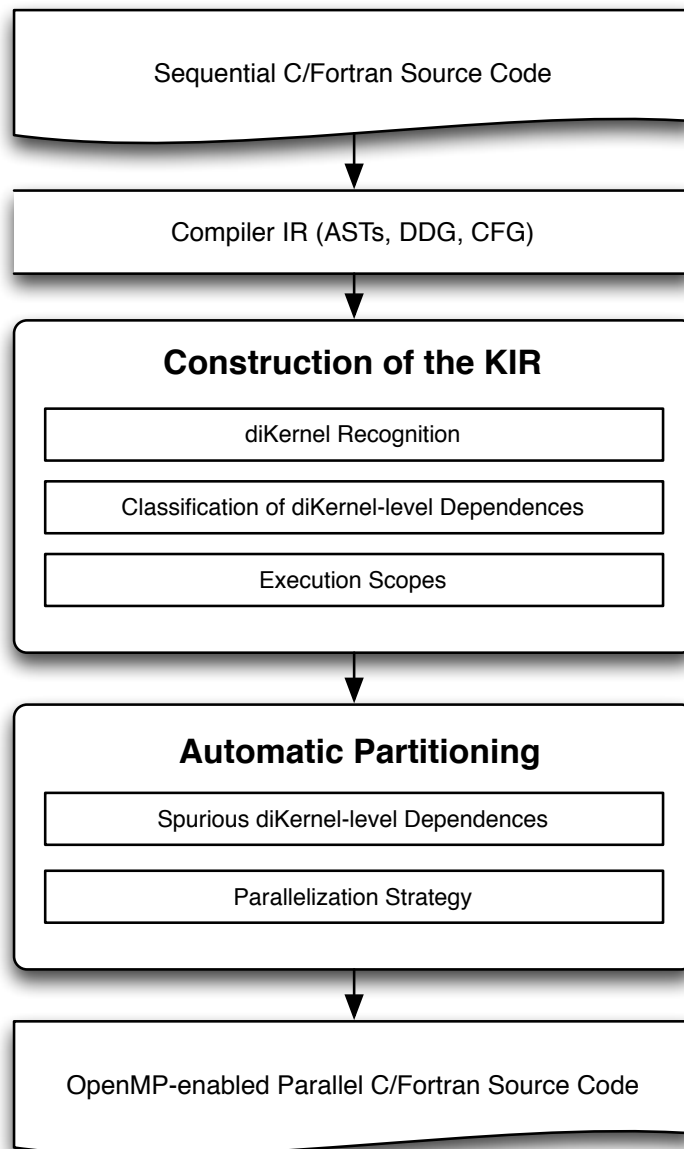 Sequential C/Fortran Source Code
Compiler IR (ASTs, DDG, CFG)
Construction of the KIR
diKernel Recognition
Classification of diKernel-level Dependences
Execution Scopes
Automatic Partitioning
Spurious diKernel-level Dependences
Parallelization Strategy
OpenMP-enabled Parallel C/Fortran Source Code